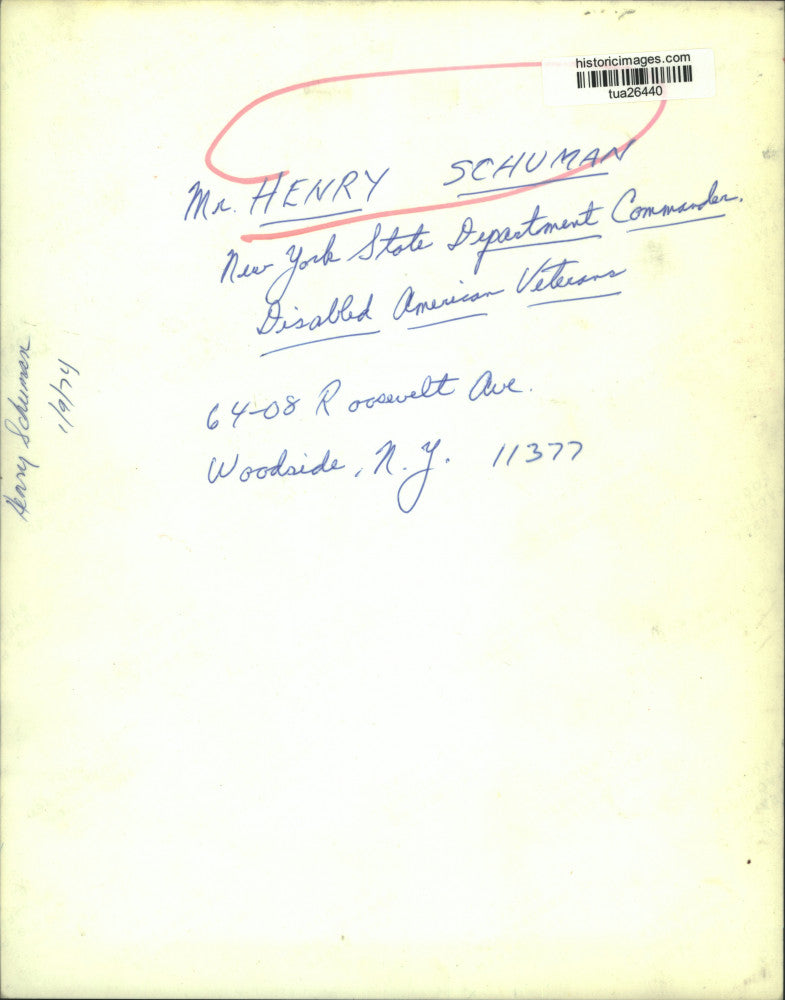 historicimages.com
tua26440
Mr. HENRY SCHUMAN
New York State Department Commander.
Disabled American Veterans
64-08 Roosevelt Ave.
Woodside, N.Y. 11377
Henry Schuman
1/9/74